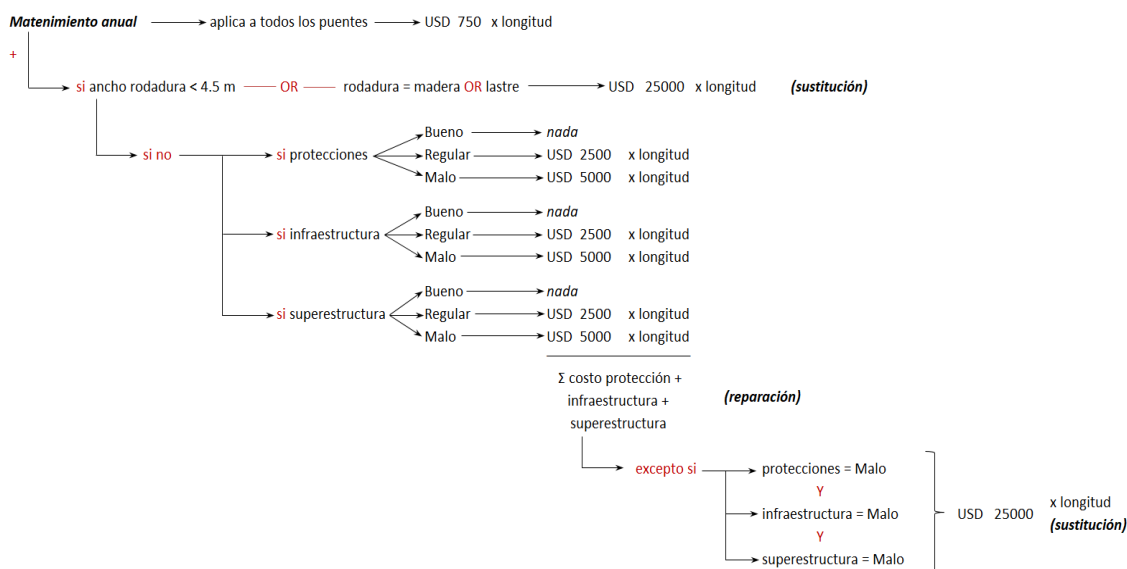 Matenimiento anual aplica a todos los puentes USD 750 x longitud
+
si ancho rodadura < 4.5 m OR rodadura = madera OR lastre USD 25000 x longitud (sustitución)
Bueno nada
si no si protecciones Regular USD 2500 x longitud
Malo USD 5000 x longitud
Bueno nada
si infraestructura Regular USD 2500 x longitud
Malo USD 5000 x longitud
Bueno nada
si superestructura Regular USD 2500 x longitud
Malo USD 5000 x longitud
Σ costo protección +
infraestructura + (reparación)
superestructura
excepto si protecciones = Malo
Y
infraestructura = Malo USD 25000 x longitud
(sustitución)
Y
superestructura = Malo